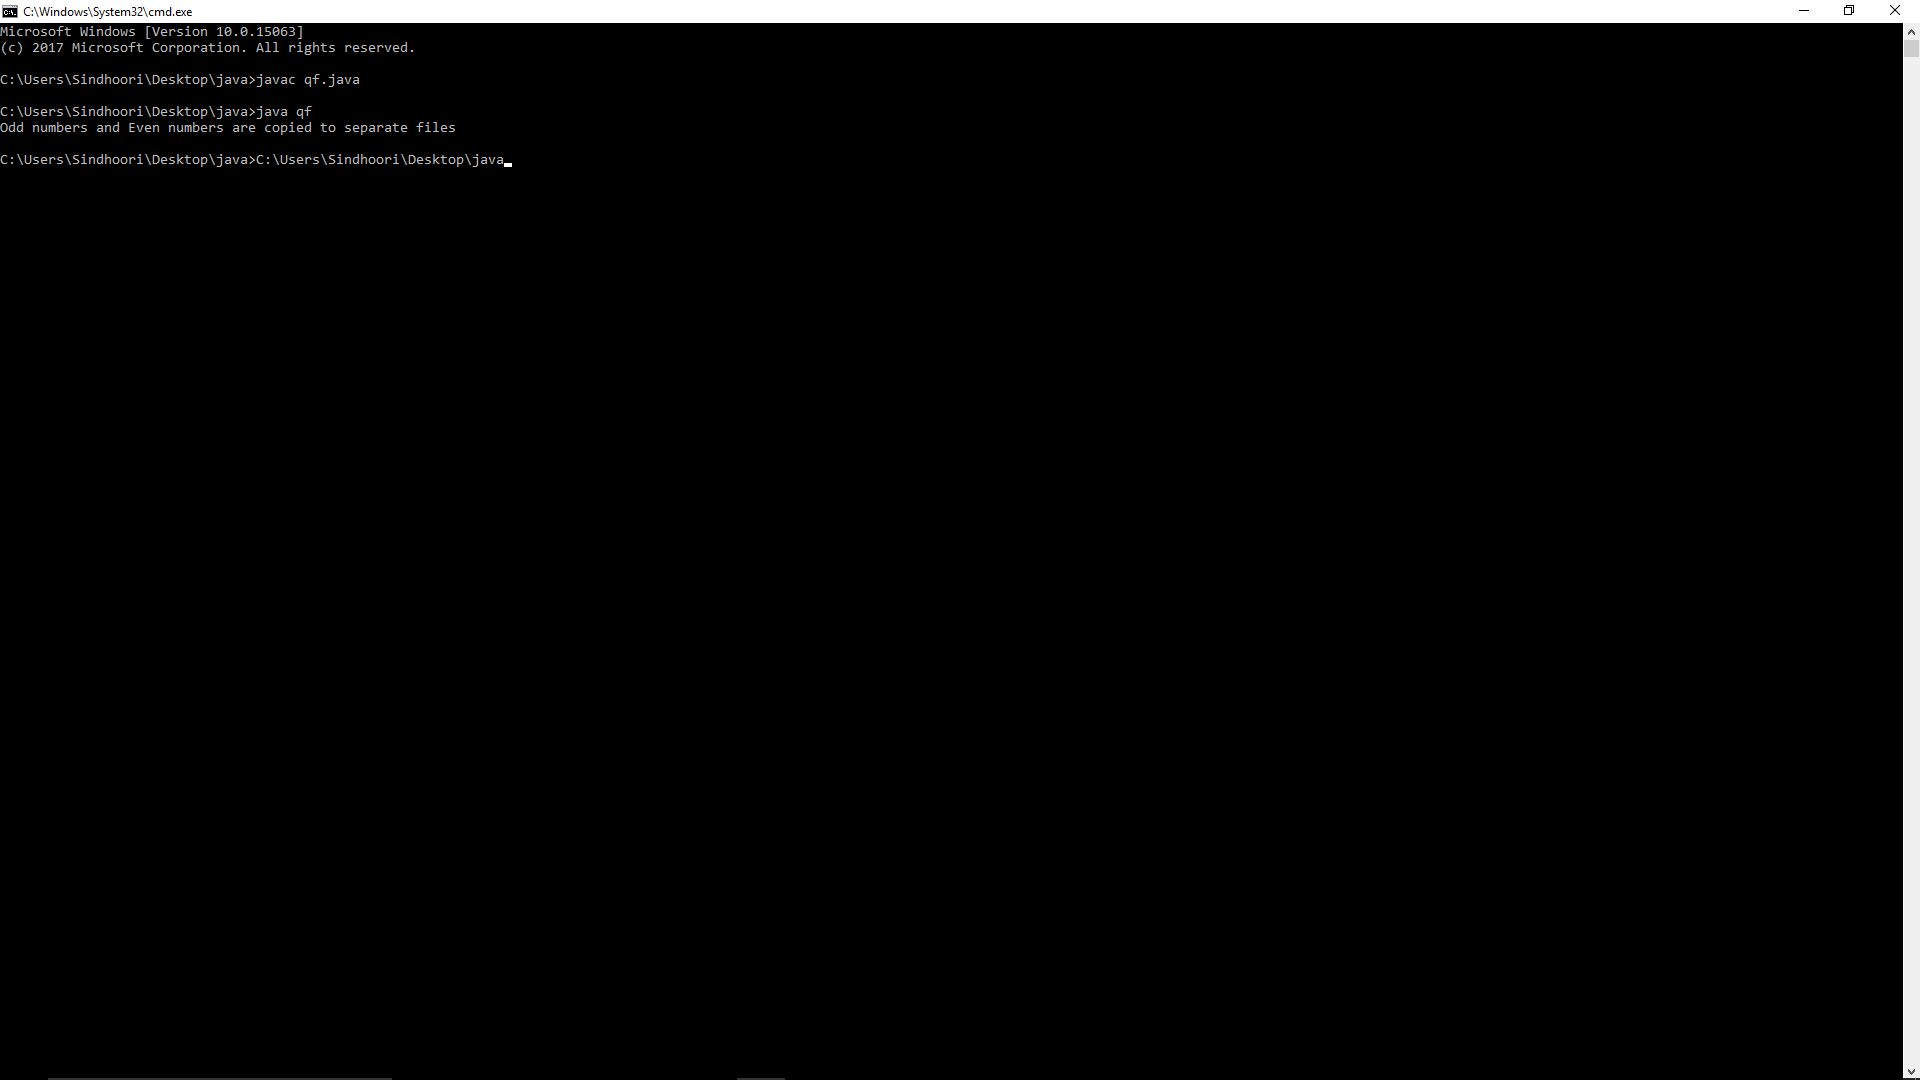 C:\Windows\System32\cmd.exe
Microsoft Windows [Version 10.0.15063]
(c) 2017 Microsoft Corporation. All rights reserved.
C:\Users\Sindhoori\Desktop\java>javac qf.java
C:\Users\Sindhoori\Desktop\java>java qf
Odd numbers and Even numbers are copied to separate files
C:\Users\Sindhoori\Desktop\java>C:\Users\Sindhoori\Desktop\java